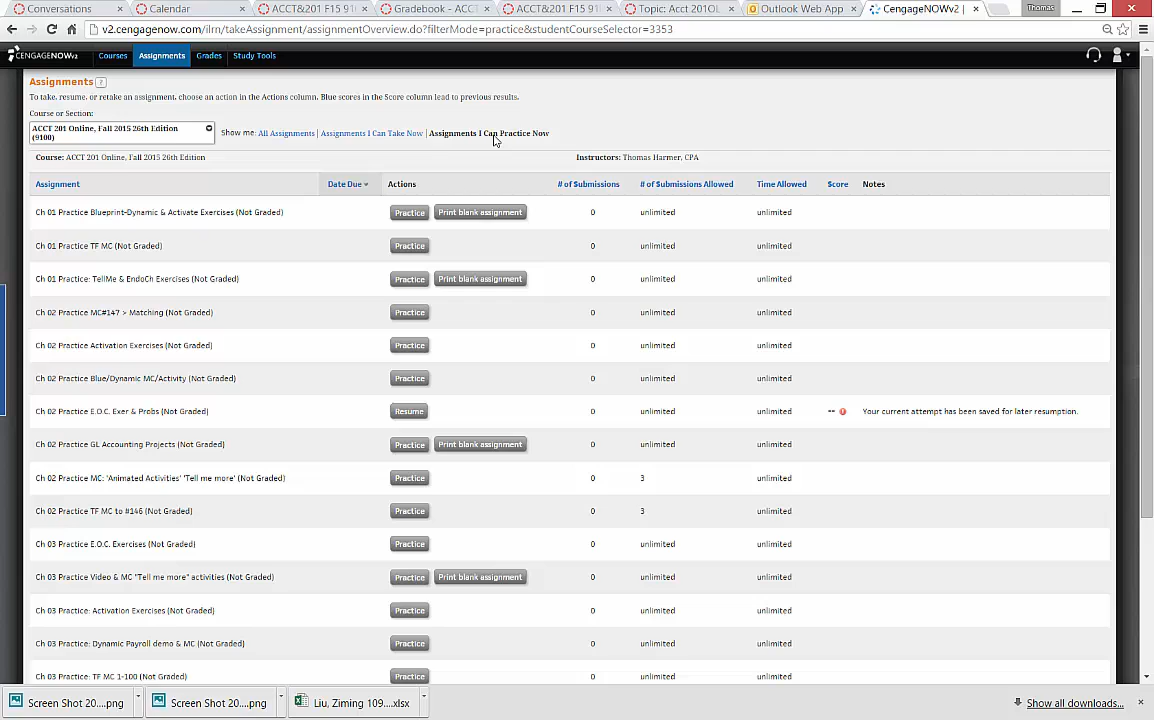 Conversations
Calendar
ACCT&201 F15 91
Gradebook - ACCT
ACCT&201 F15 91
Topic: Acct 201OL
Outlook Web App
CengageNOWv2 |
Thomas
v2.cengagenow.com/ilrn/takeAssignment/assignmentOverview.do?filterMode=practice&studentCourseSelector=3353
CENGAGENOWv2 Courses Assignments Grades Study Tools
Assignments ?
To take, resume, or retake an assignment, choose an action in the Actions column. Blue scores in the Score column lead to previous results.
Course or Section:
ACCT 201 Online, Fall 2015 26th Edition
(9100)
Show me: All Assignments | Assignments I Can Take Now | Assignments I Can Practice Now
Course: ACCT 201 Online, Fall 2015 26th Edition Instructors: Thomas Harmer, CPA
Assignment Date Due Actions # of Submissions # of Submissions Allowed Time Allowed Score Notes
Ch 01 Practice Blueprint-Dynamic & Activate Exercises (Not Graded) Practice Print blank assignment 0 unlimited unlimited
Ch 01 Practice TF MC (Not Graded) Practice 0 unlimited unlimited
Ch 01 Practice: TellMe & EndoCh Exercises (Not Graded) Practice Print blank assignment 0 unlimited unlimited
Ch 02 Practice MC#147 > Matching (Not Graded) Practice 0 unlimited unlimited
Ch 02 Practice Activation Exercises (Not Graded) Practice 0 unlimited unlimited
Ch 02 Practice Blue/Dynamic MC/Activity (Not Graded) Practice 0 unlimited unlimited
Ch 02 Practice E.O.C. Exer & Probs (Not Graded) Resume 0 unlimited unlimited -- Your current attempt has been saved for later resumption.
Ch 02 Practice GL Accounting Projects (Not Graded) Practice Print blank assignment 0 unlimited unlimited
Ch 02 Practice MC: 'Animated Activities' 'Tell me more' (Not Graded) Practice 0 3 unlimited
Ch 02 Practice TF MC to #146 (Not Graded) Practice 0 3 unlimited
Ch 03 Practice E.O.C. Exercises (Not Graded) Practice 0 unlimited unlimited
Ch 03 Practice Video & MC "Tell me more" activities (Not Graded) Practice Print blank assignment 0 unlimited unlimited
Ch 03 Practice: Activation Exercises (Not Graded) Practice 0 unlimited unlimited
Ch 03 Practice: Dynamic Payroll demo & MC (Not Graded) Practice 0 unlimited unlimited
Ch 03 Practice: TF MC 1-100 (Not Graded) Practice 0 unlimited unlimited
Screen Shot 20....png
Screen Shot 20....png
Liu, Ziming 109....xlsx
Show all downloads...